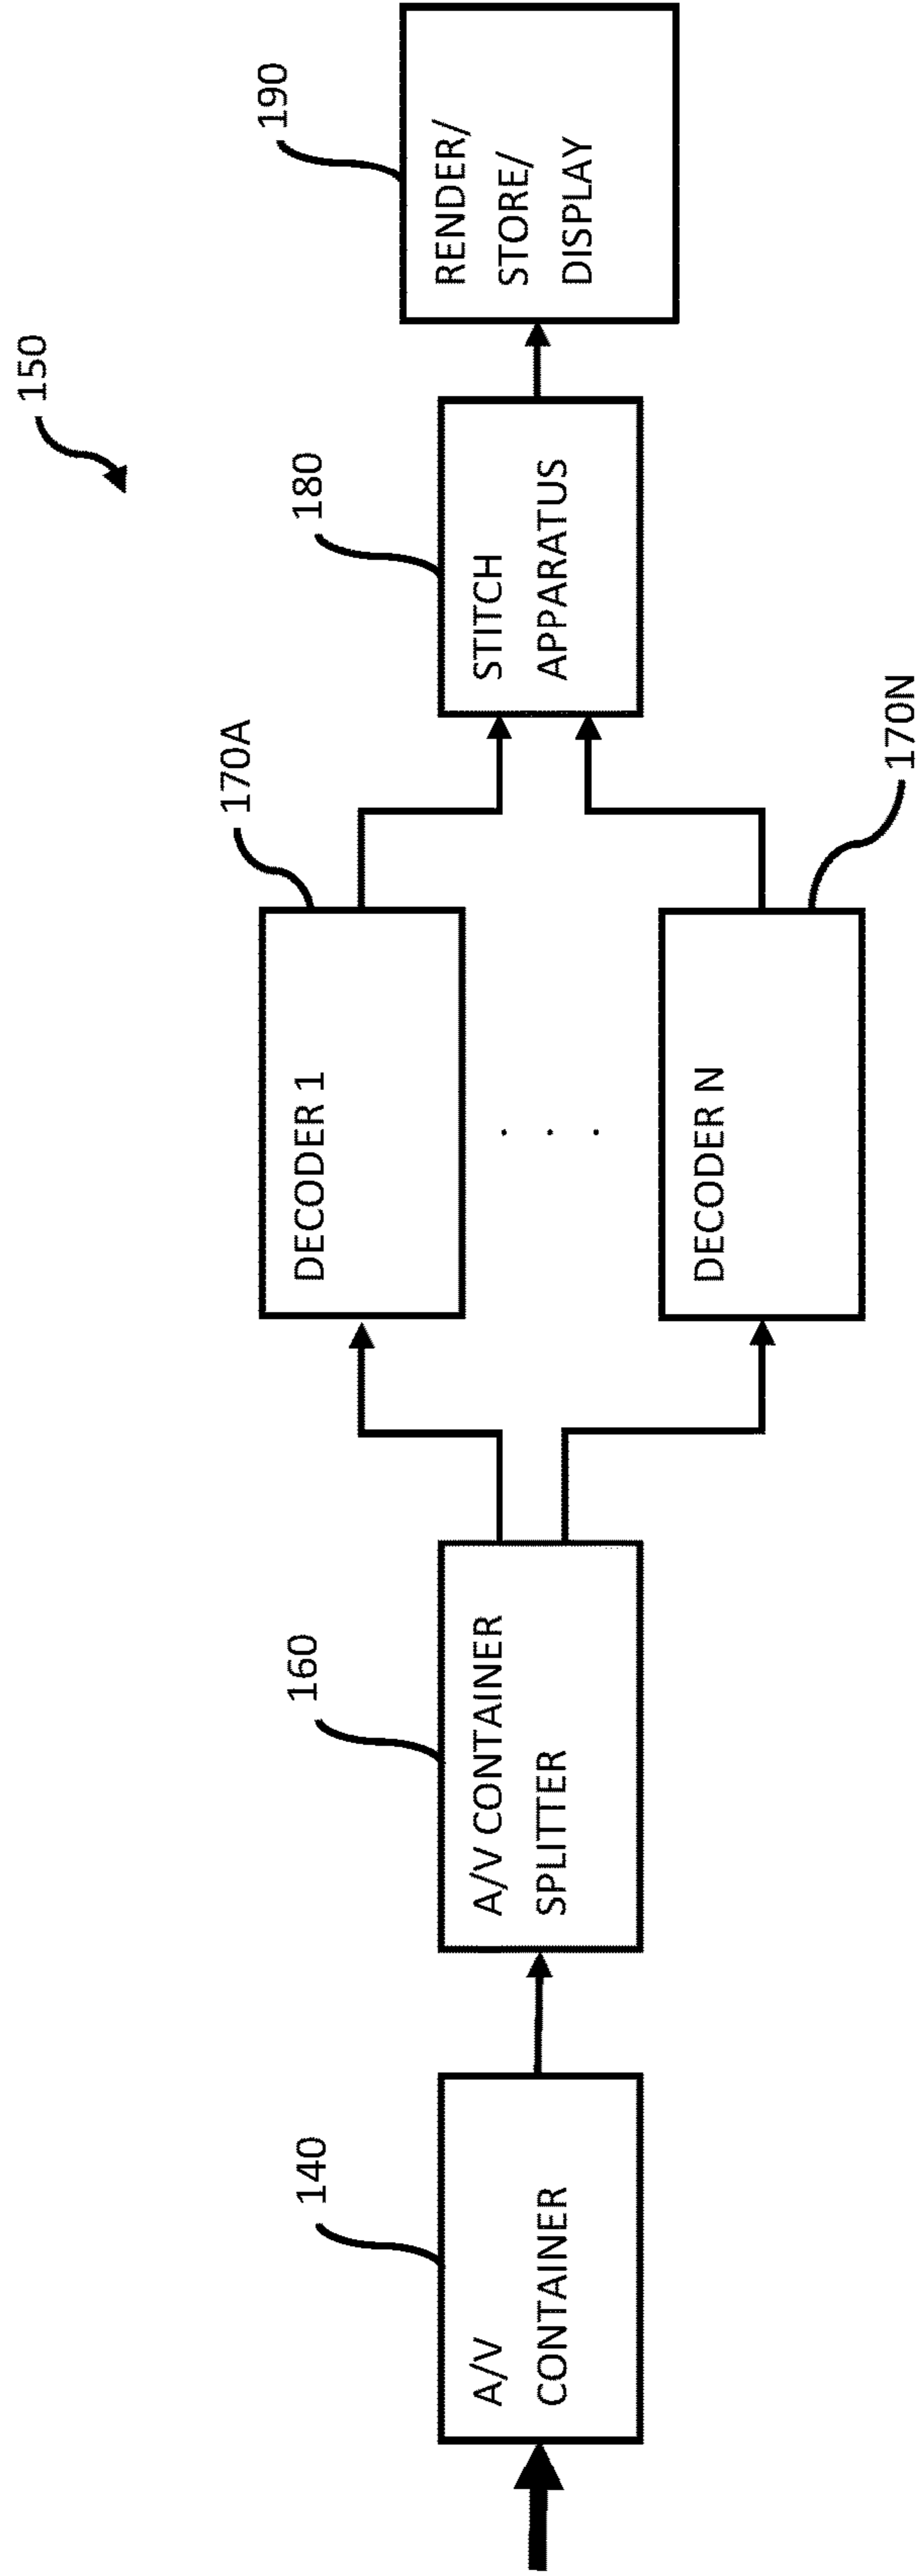 150
140
A/V
CONTAINER
160
A/V CONTAINER
SPLITTER
170A
DECODER 1
. . .
DECODER N
170N
180
STITCH
APPARATUS
190
RENDER/
STORE/
DISPLAY